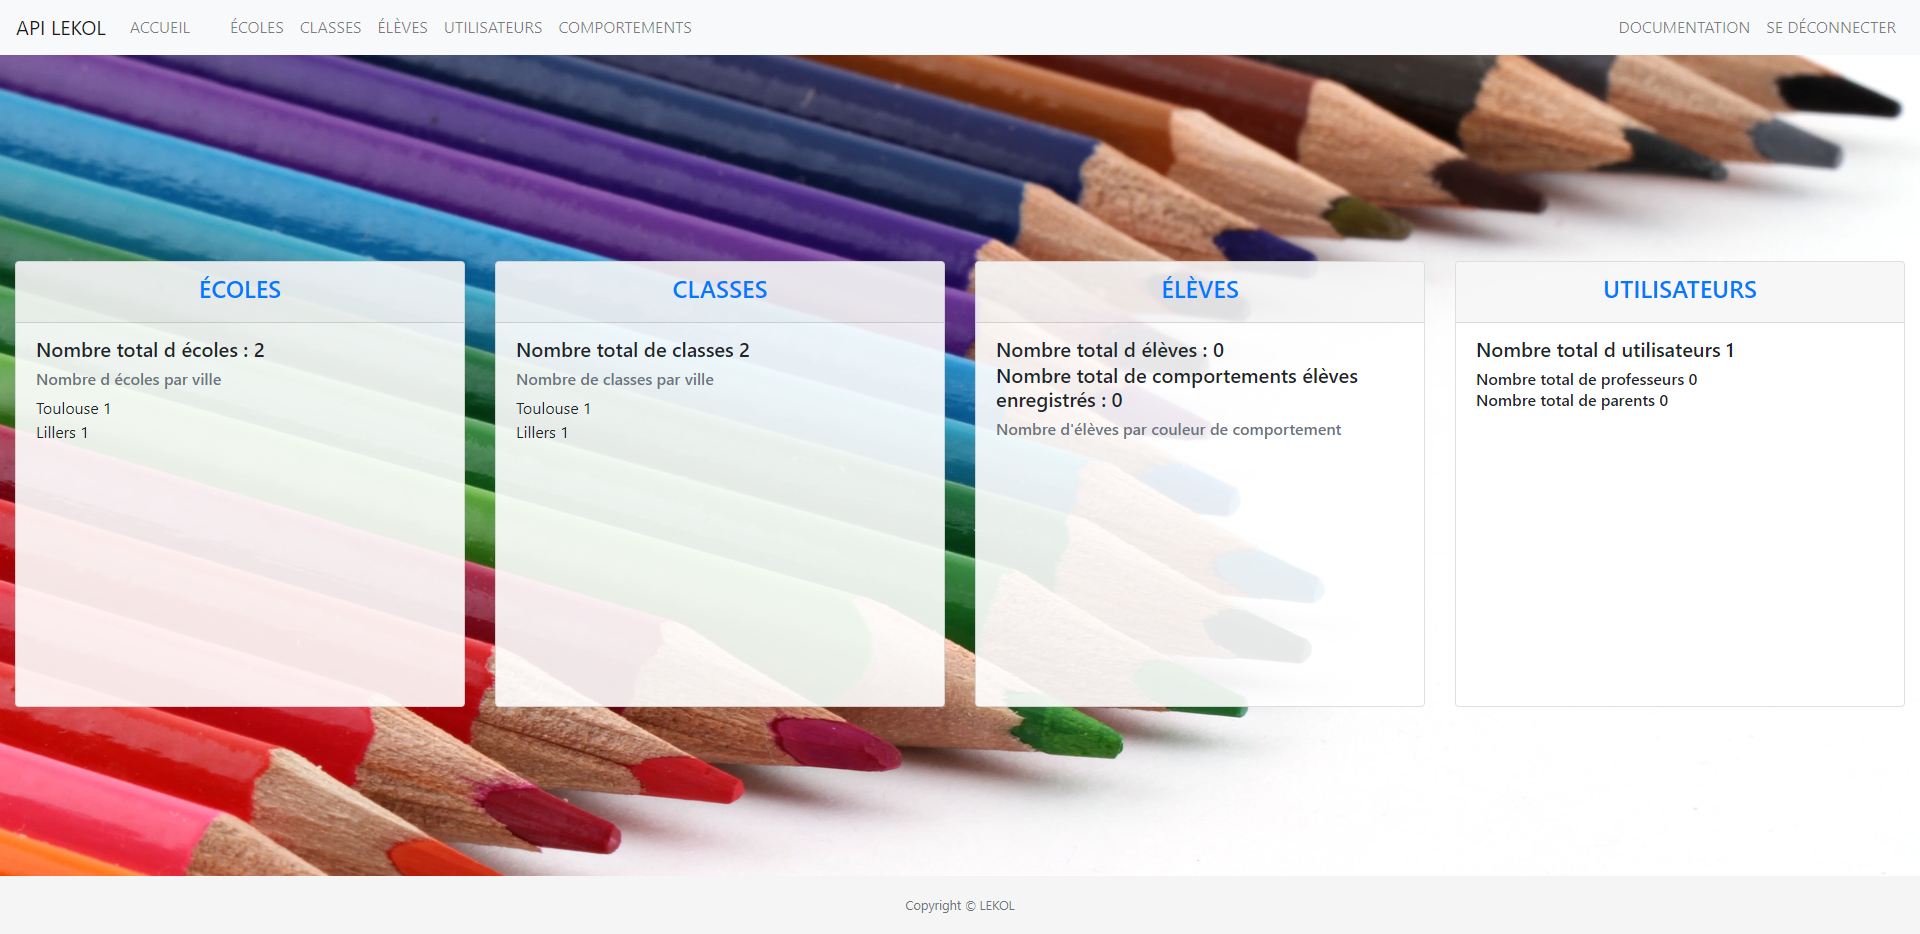 API LEKOL ACCUEIL ÉCOLES CLASSES ÉLÈVES UTILISATEURS COMPORTEMENTS DOCUMENTATION SE DÉCONNECTER
ÉCOLES
Nombre total d écoles : 2
Nombre d écoles par ville
Toulouse 1
Lillers 1
CLASSES
Nombre total de classes 2
Nombre de classes par ville
Toulouse 1
Lillers 1
ÉLÈVES
Nombre total d élèves : 0
Nombre total de comportements élèves
enregistrés : 0
Nombre d'élèves par couleur de comportement
UTILISATEURS
Nombre total d utilisateurs 1
Nombre total de professeurs 0
Nombre total de parents 0
Copyright © LEKOL